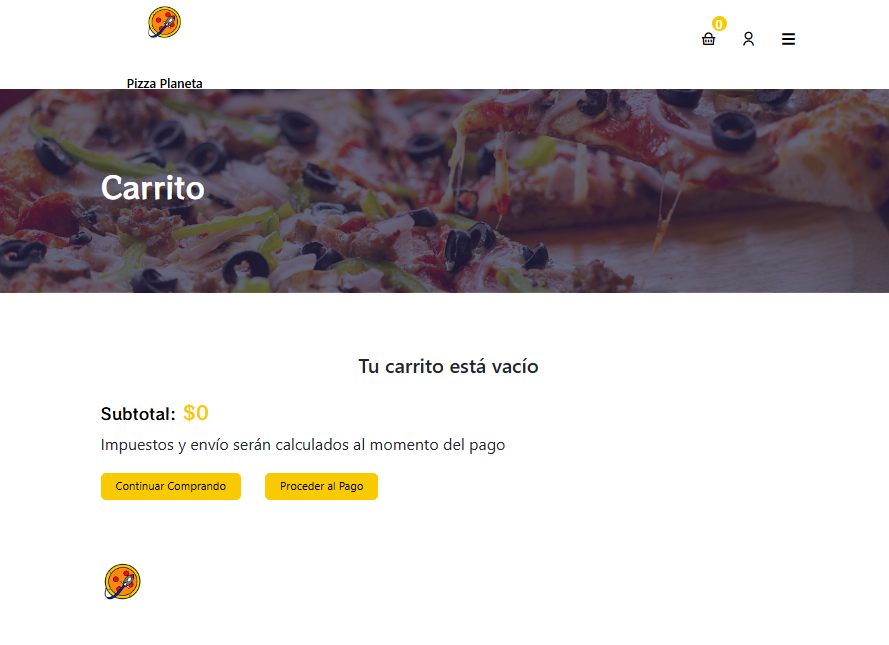 0
Pizza Planeta
Carrito
Tu carrito está vacío
Subtotal: $0
Impuestos y envío serán calculados al momento del pago
Continuar Comprando
Proceder al Pago